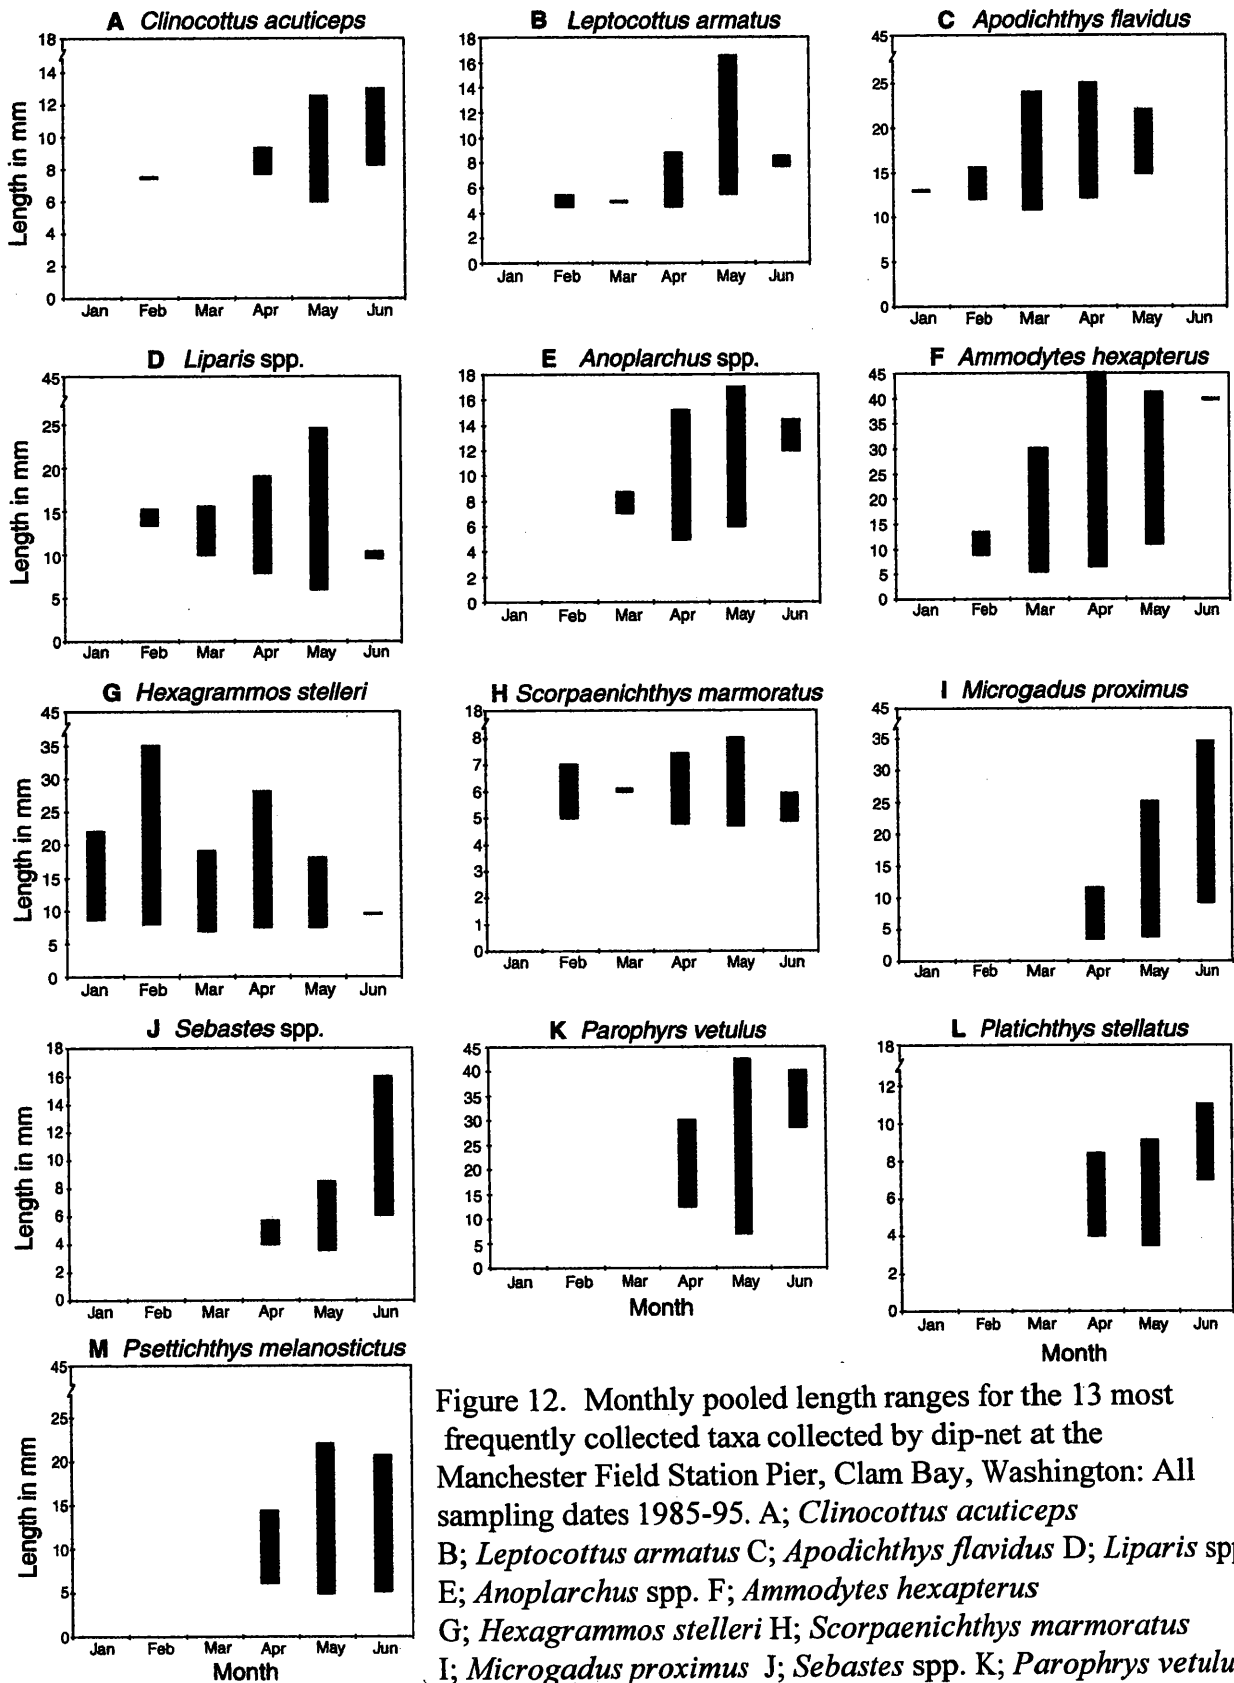 A Clinocottus acuticeps
Length in mm
18
14
12
10
8
6
4
2
0
Jan Feb Mar Apr May Jun
B Leptocottus armatus
18
16
14
12
10
8
6
4
2
0
Jan Feb Mar Apr May Jun
C Apodichthys flavidus
45
25
20
15
10
5
0
Jan Feb Mar Apr May Jun
D Liparis spp.
Length in mm
45
25
20
15
10
5
0
Jan Feb Mar Apr May Jun
E Anoplarchus spp.
18
16
14
12
10
8
6
4
2
0
Jan Feb Mar Apr May Jun
F Ammodytes hexapterus
45
40
35
30
25
20
15
10
5
0
Jan Feb Mar Apr May Jun
G Hexagrammos stelleri
Length in mm
45
35
30
25
20
15
10
5
0
Jan Feb Mar Apr May Jun
H Scorpaenichthys marmoratus
18
8
7
6
5
4
3
2
1
0
Jan Feb Mar Apr May Jun
I Microgadus proximus
45
35
30
25
20
15
10
5
0
Jan Feb Mar Apr May Jun
J Sebastes spp.
Length in mm
18
16
14
12
10
8
6
4
2
0
Jan Feb Mar Apr May Jun
K Parophyrs vetulus
45
40
35
30
25
20
15
10
5
0
Jan Feb Mar Apr May Jun
Month
L Platichthys stellatus
18
12
10
8
6
4
2
0
Jan Feb Mar Apr May Jun
Month
M Psettichthys melanostictus
Length in mm
45
25
20
15
10
5
0
Jan Feb Mar Apr May Jun
Month
Figure 12. Monthly pooled length ranges for the 13 most
frequently collected taxa collected by dip-net at the
Manchester Field Station Pier, Clam Bay, Washington: All
sampling dates 1985-95. A; Clinocottus acuticeps
B; Leptocottus armatus C; Apodichthys flavidus D; Liparis sp
E; Anoplarchus spp. F; Ammodytes hexapterus
G; Hexagrammos stelleri H; Scorpaenichthys marmoratus
I; Microgadus proximus J; Sebastes spp. K; Parophrys vetulu